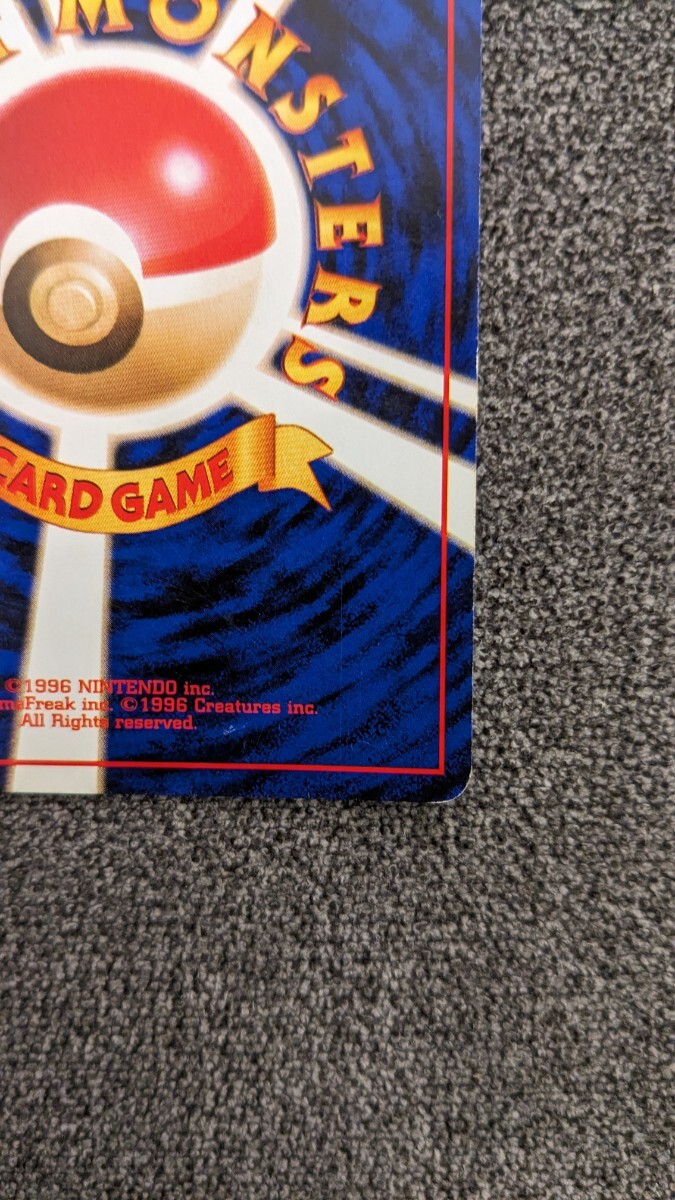 MONSTERS
CARD GAME
©1996 NINTENDO inc.
meFreak inc. ©1996 Creatures inc.
All Rights reserved.